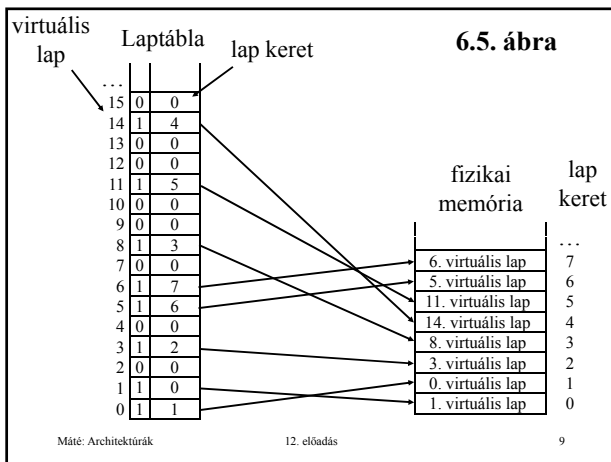 virtuális
lap
Laptábla
lap keret
6.5. ábra
…
15 0 0
14 1 4
13 0 0
12 0 0
11 1 5
10 0 0
9 0 0
8 1 3
7 0 0
6 1 7
5 1 6
4 0 0
3 1 2
2 0 0
1 1 0
0 1 1
fizikai
memória
lap
keret
…
6. virtuális lap 7
5. virtuális lap 6
11. virtuális lap 5
14. virtuális lap 4
8. virtuális lap 3
3. virtuális lap 2
0. virtuális lap 1
1. virtuális lap 0
Máté: Architektúrák 12. előadás 9